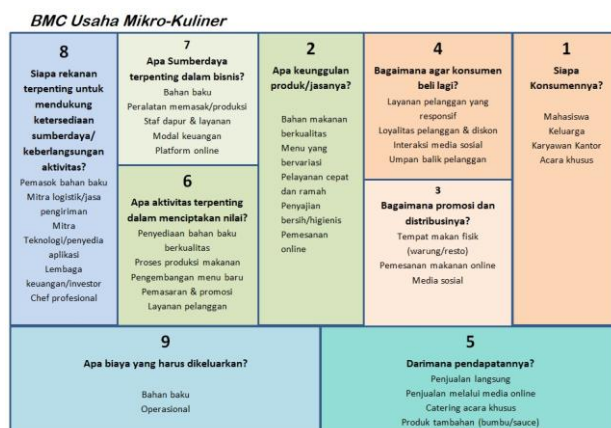 BMC Usaha Mikro-Kuliner
8
Siapa rekanan
terpenting untuk
mendukung
ketersediaan
sumberdaya/
keberlangsungan
aktivitas?
Pemasok bahan baku
Mitra logistik/jasa
pengiriman
Mitra
Teknologi/penyedia
aplikasi
Lembaga
keuangan/investor
Chef profesional
7
Apa Sumberdaya
terpenting dalam bisnis?
Bahan baku
Peralatan memasak/produksi
Staf dapur & layanan
Modal keuangan
Platform online
6
Apa aktivitas terpenting
dalam menciptakan nilai?
Penyediaan bahan baku
berkualitas
Proses produksi makanan
Pengembangan menu baru
Pemasaran & promosi
Layanan pelanggan
2
Apa keunggulan
produk/jasanya?
Bahan makanan
berkualitas
Menu yang
bervariasi
Pelayanan cepat
dan ramah
Penyajian
bersih/higienis
Pemesanan
online
4
Bagaimana agar konsumen
beli lagi?
Layanan pelanggan yang
responsif
Loyalitas pelanggan & diskon
Interaksi media sosial
Umpan balik pelanggan
3
Bagaimana promosi dan
distribusinya?
Tempat makan fisik
(warung/resto)
Pemesanan makanan online
Media sosial
1
Siapa
Konsumennya?
Mahasiswa
Keluarga
Karyawan Kantor
Acara khusus
9
Apa biaya yang harus dikeluarkan?
Bahan baku
Operasional
5
Darimana pendapatannya?
Penjualan langsung
Penjualan melalui media online
Catering acara khusus
Produk tambahan (bumbu/sauce)